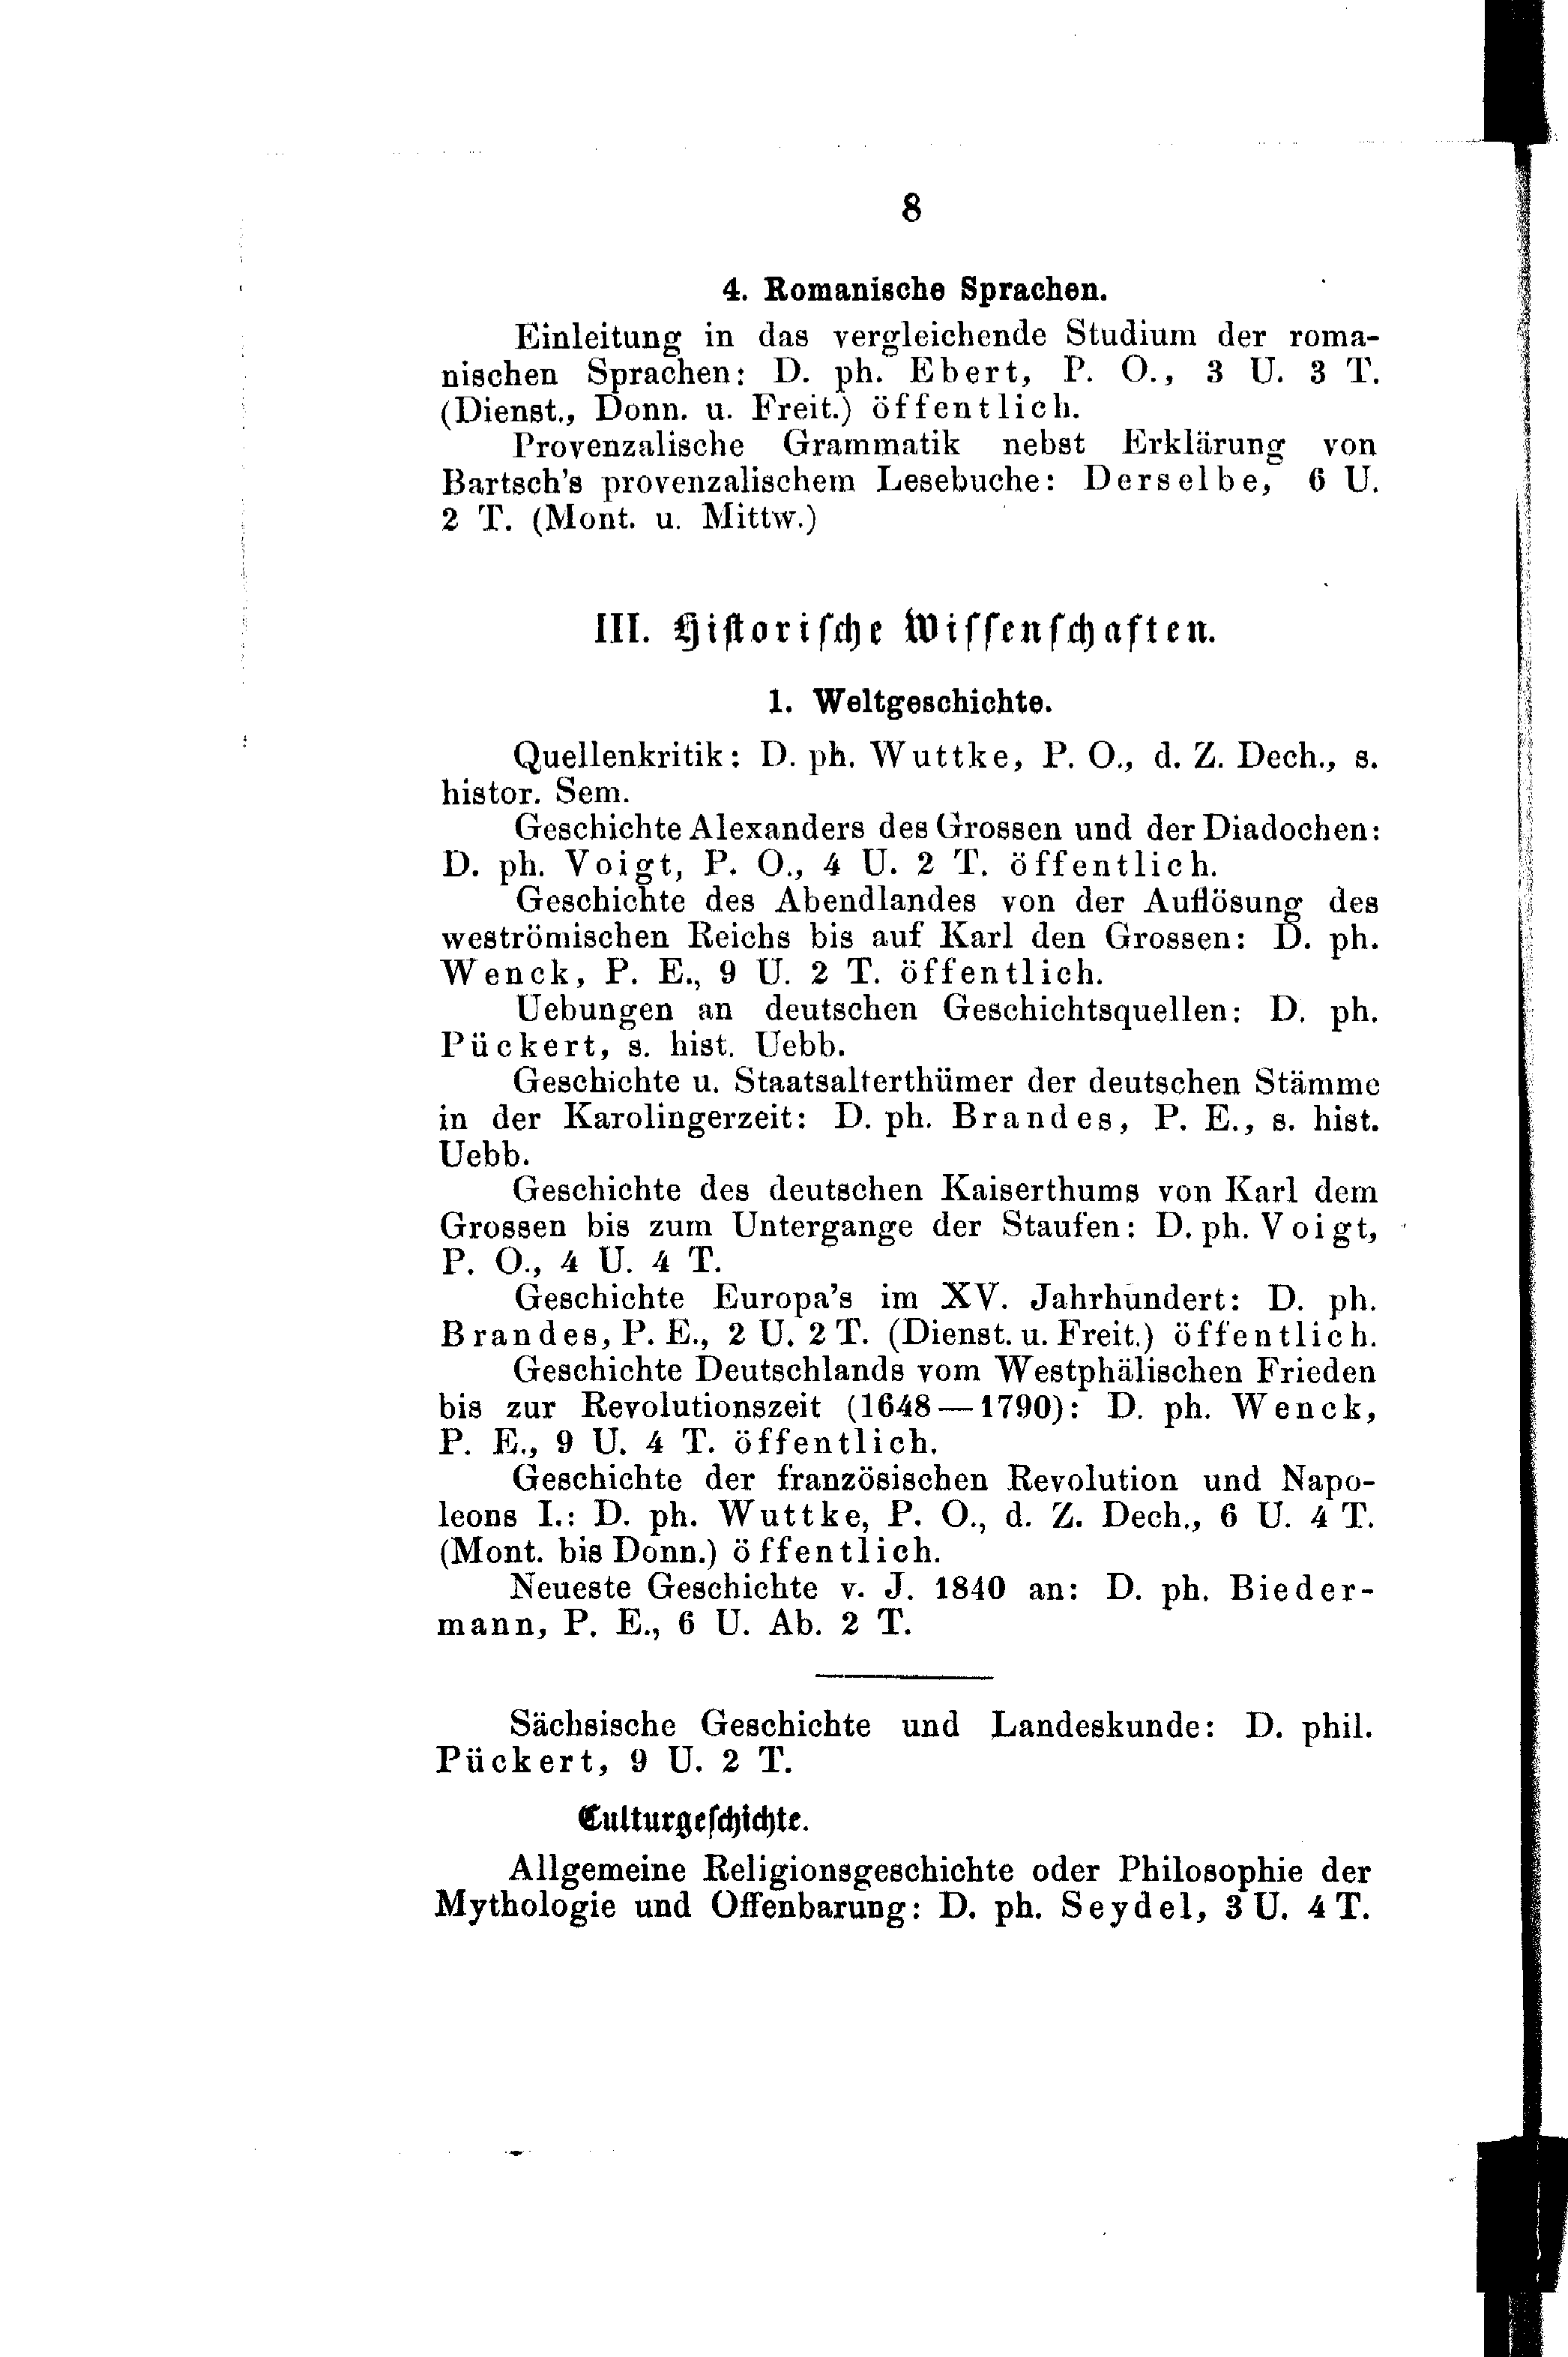 8
4. Romanische Sprachen.
Einleitung in das vergleichende Studium der roma-
nischen Sprachen: D. ph. Ebert, P. O., 3 U. 3 T.
(Dienst., Donn. u. Freit.) öffentlich.
Provenzalische Grammatik nebst Erklärung von
Bartsch's provenzalischem Lesebuche: Derselbe, 6 U.
2 T. (Mont. u. Mittw.)
III. Hiſtoriſche Wiſſenſchaften.
1. Weltgeschichte.
Quellenkritik: D. ph. Wuttke, P. O., d. Z. Dech., s.
histor. Sem.
Geschichte Alexanders des Grossen und der Diadochen:
D. ph. Voigt, P. O., 4 U. 2 T. öffentlich.
Geschichte des Abendlandes von der Auflösung des
weströmischen Reichs bis auf Karl den Grossen: D. ph.
Wenck, P. E., 9 U. 2 T. öffentlich.
Uebungen an deutschen Geschichtsquellen: D. ph.
Pückert, s. hist. Uebb.
Geschichte u. Staatsalterthümer der deutschen Stämme
in der Karolingerzeit: D. ph. Brandes, P. E., s. hist.
Uebb.
Geschichte des deutschen Kaiserthums von Karl dem
Grossen bis zum Untergange der Staufen: D. ph. Voigt,
P. O., 4 U. 4 T.
Geschichte Europa's im XV. Jahrhundert: D. ph.
Brandes, P. E., 2 U. 2 T. (Dienst. u. Freit.) öffentlich.
Geschichte Deutschlands vom Westphälischen Frieden
bis zur Revolutionszeit (1648—1790): D. ph. Wenck,
P. E., 9 U. 4 T. öffentlich.
Geschichte der französischen Revolution und Napo-
leons I.: D. ph. Wuttke, P. O., d. Z. Dech., 6 U. 4 T.
(Mont. bis Donn.) öffentlich.
Neueste Geschichte v. J. 1840 an: D. ph. Bieder-
mann, P. E., 6 U. Ab. 2 T.
Sächsische Geschichte und Landeskunde: D. phil.
Pückert, 9 U. 2 T.
Culturgeſchichte.
Allgemeine Religionsgeschichte oder Philosophie der
Mythologie und Offenbarung: D. ph. Seydel, 3 U. 4 T.